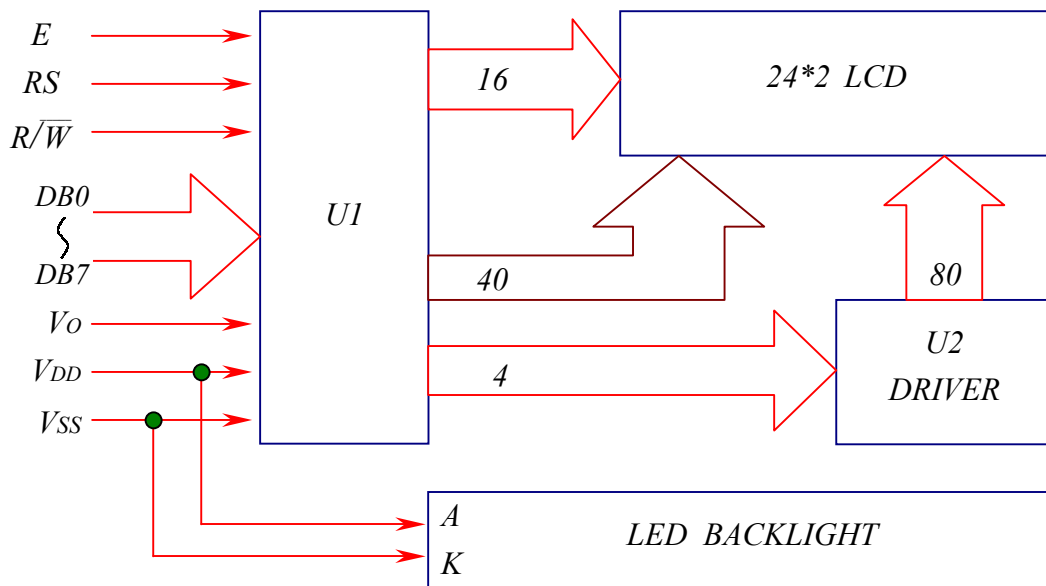 E
RS
R/W̅
DB0
DB7
VO
VDD
VSS
U1
16
40
4
24*2 LCD
80
U2
DRIVER
A
K
LED BACKLIGHT